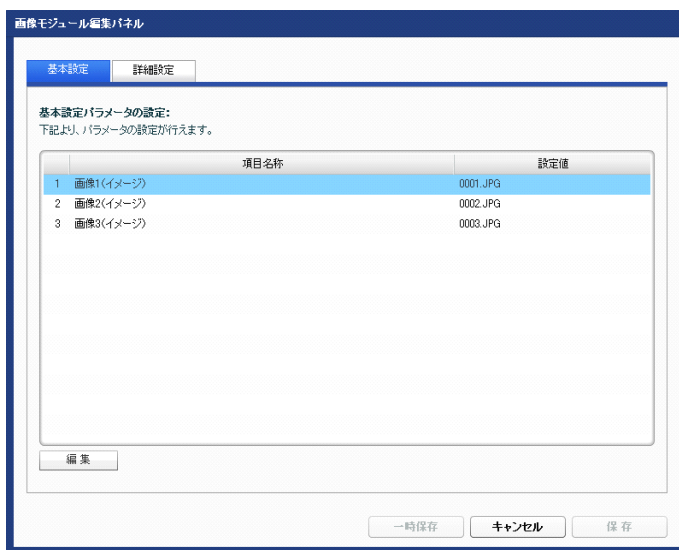 画像モジュール編集パネル
基本設定 詳細設定
基本設定パラメータの設定:
下記より、パラメータの設定が行えます。
項目名称 設定値
1 画像1(イメージ) 0001.JPG
2 画像2(イメージ) 0002.JPG
3 画像3(イメージ) 0003.JPG
編集
一時保存 キャンセル 保存